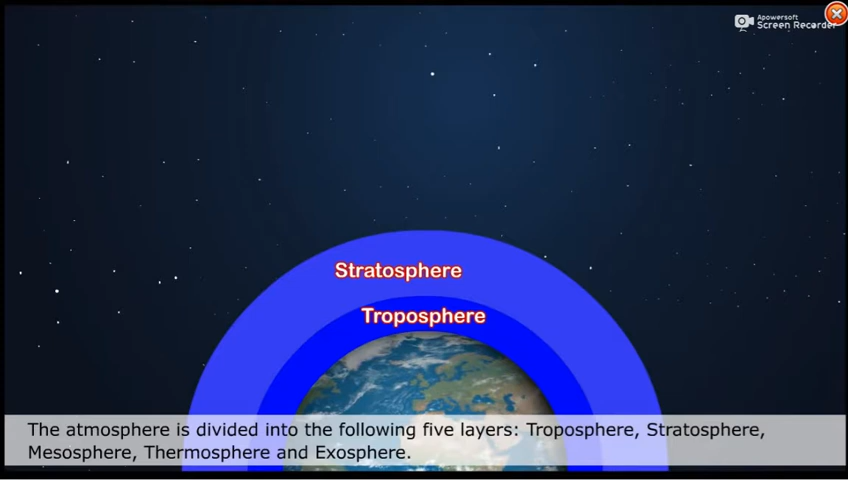 Apowersoft
Screen Recorder
Stratosphere
Troposphere
The atmosphere is divided into the following five layers: Troposphere, Stratosphere,
Mesosphere, Thermosphere and Exosphere.